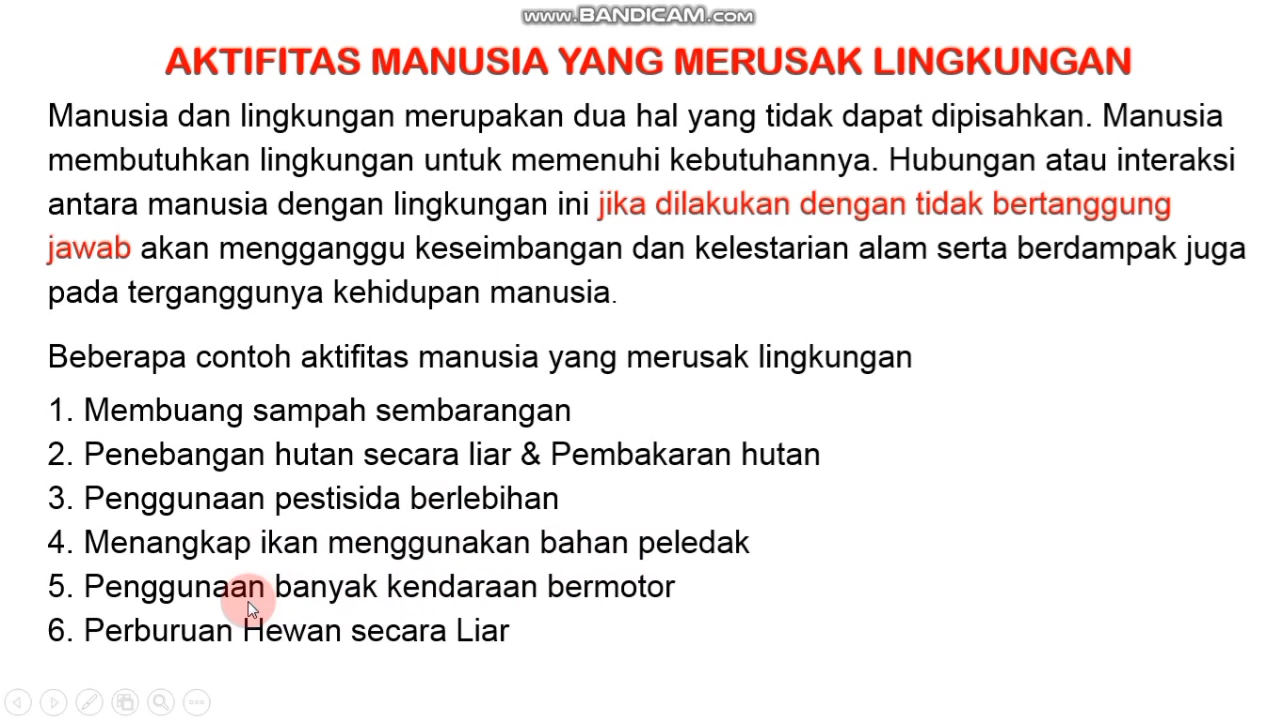 www.BANDICAM.com
AKTIFITAS MANUSIA YANG MERUSAK LINGKUNGAN
Manusia dan lingkungan merupakan dua hal yang tidak dapat dipisahkan. Manusia
membutuhkan lingkungan untuk memenuhi kebutuhannya. Hubungan atau interaksi
antara manusia dengan lingkungan ini jika dilakukan dengan tidak bertanggung
jawab akan mengganggu keseimbangan dan kelestarian alam serta berdampak juga
pada terganggunya kehidupan manusia.
Beberapa contoh aktifitas manusia yang merusak lingkungan
1. Membuang sampah sembarangan
2. Penebangan hutan secara liar & Pembakaran hutan
3. Penggunaan pestisida berlebihan
4. Menangkap ikan menggunakan bahan peledak
5. Penggunaan banyak kendaraan bermotor
6. Perburuan Hewan secara Liar